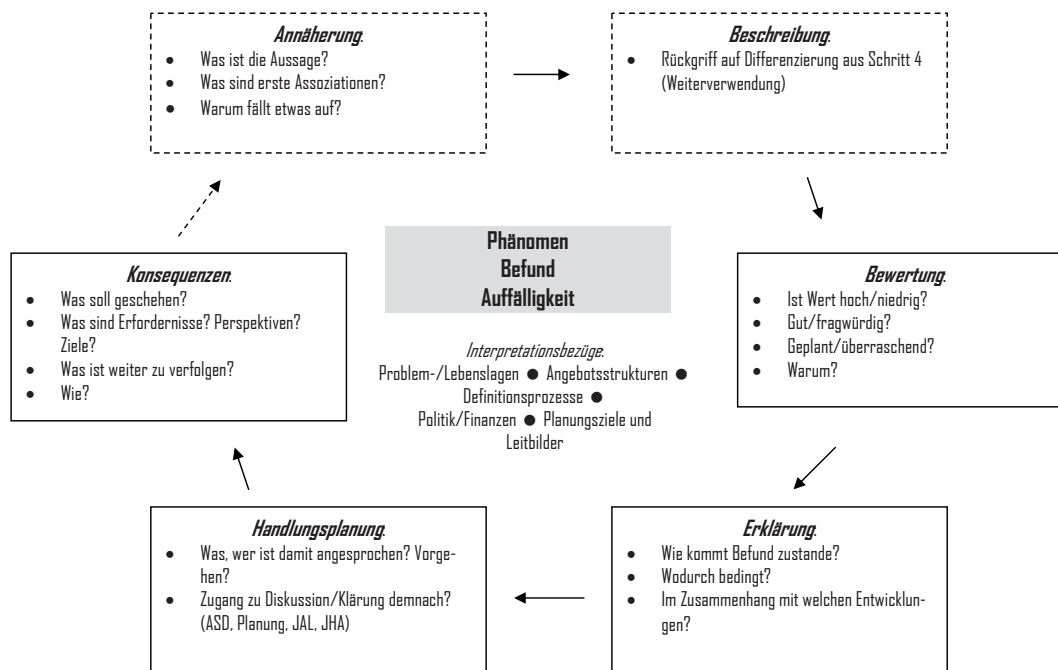 Annäherung:
• Was ist die Aussage?
• Was sind erste Assoziationen?
• Warum fällt etwas auf?
Beschreibung:
• Rückgriff auf Differenzierung aus Schritt 4
(Weiterverwendung)
Phänomen
Befund
Auffälligkeit
Interpretationsbezüge:
Problem-/Lebenslagen ● Angebotsstrukturen ●
Definitionsprozesse ●
Politik/Finanzen ● Planungsziele und
Leitbilder
Konsequenzen:
• Was soll geschehen?
• Was sind Erfordernisse? Perspektiven?
Ziele?
• Was ist weiter zu verfolgen?
• Wie?
Bewertung:
• Ist Wert hoch/niedrig?
• Gut/fragwürdig?
• Geplant/überraschend?
• Warum?
Handlungsplanung:
• Was, wer ist damit angesprochen? Vorge-
hen?
• Zugang zu Diskussion/Klärung demnach?
(ASD, Planung, JAL, JHA)
Erklärung:
• Wie kommt Befund zustande?
• Wodurch bedingt?
• Im Zusammenhang mit welchen Entwicklun-
gen?